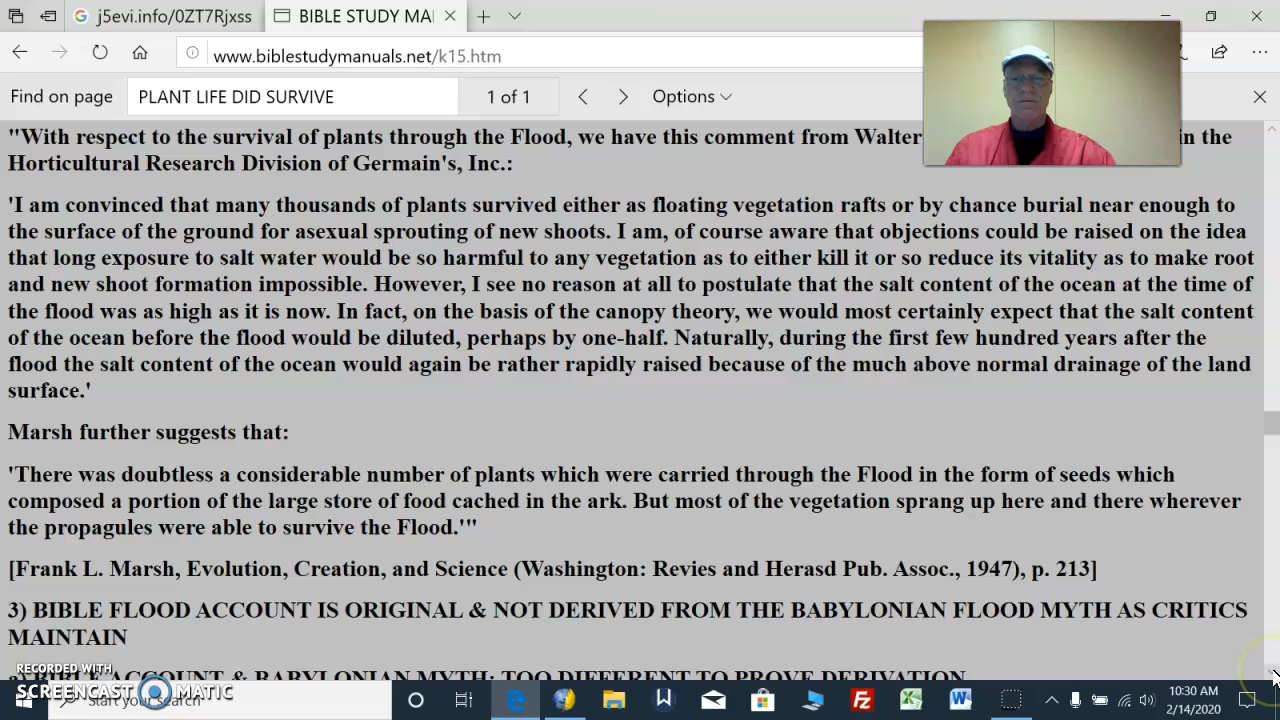 j5evi.info/0ZT7Rjxss
BIBLE STUDY MA
www.biblestudymanuals.net/k15.htm
Find on page
PLANT LIFE DID SURVIVE
1 of 1
Options
"With respect to the survival of plants through the Flood, we have this comment from Walter in the
Horticultural Research Division of Germain's, Inc.:
'I am convinced that many thousands of plants survived either as floating vegetation rafts or by chance burial near enough to
the surface of the ground for asexual sprouting of new shoots. I am, of course aware that objections could be raised on the idea
that long exposure to salt water would be so harmful to any vegetation as to either kill it or so reduce its vitality as to make root
and new shoot formation impossible. However, I see no reason at all to postulate that the salt content of the ocean at the time of
the flood was as high as it is now. In fact, on the basis of the canopy theory, we would most certainly expect that the salt content
of the ocean before the flood would be diluted, perhaps by one-half. Naturally, during the first few hundred years after the
flood the salt content of the ocean would again be rather rapidly raised because of the much above normal drainage of the land
surface.'
Marsh further suggests that:
'There was doubtless a considerable number of plants which were carried through the Flood in the form of seeds which
composed a portion of the large store of food cached in the ark. But most of the vegetation sprang up here and there wherever
the propagules were able to survive the Flood.'"
[Frank L. Marsh, Evolution, Creation, and Science (Washington: Revies and Herasd Pub. Assoc., 1947), p. 213]
3) BIBLE FLOOD ACCOUNT IS ORIGINAL & NOT DERIVED FROM THE BABYLONIAN FLOOD MYTH AS CRITICS
MAINTAIN
ACCOUNT & BABYLONIAN MYTH: TOO DIFFERENT TO PROVE DERIVATION
RECORDED WITH
SCREENCAST MATIC
Start your search
10:30 AM
2/14/2020